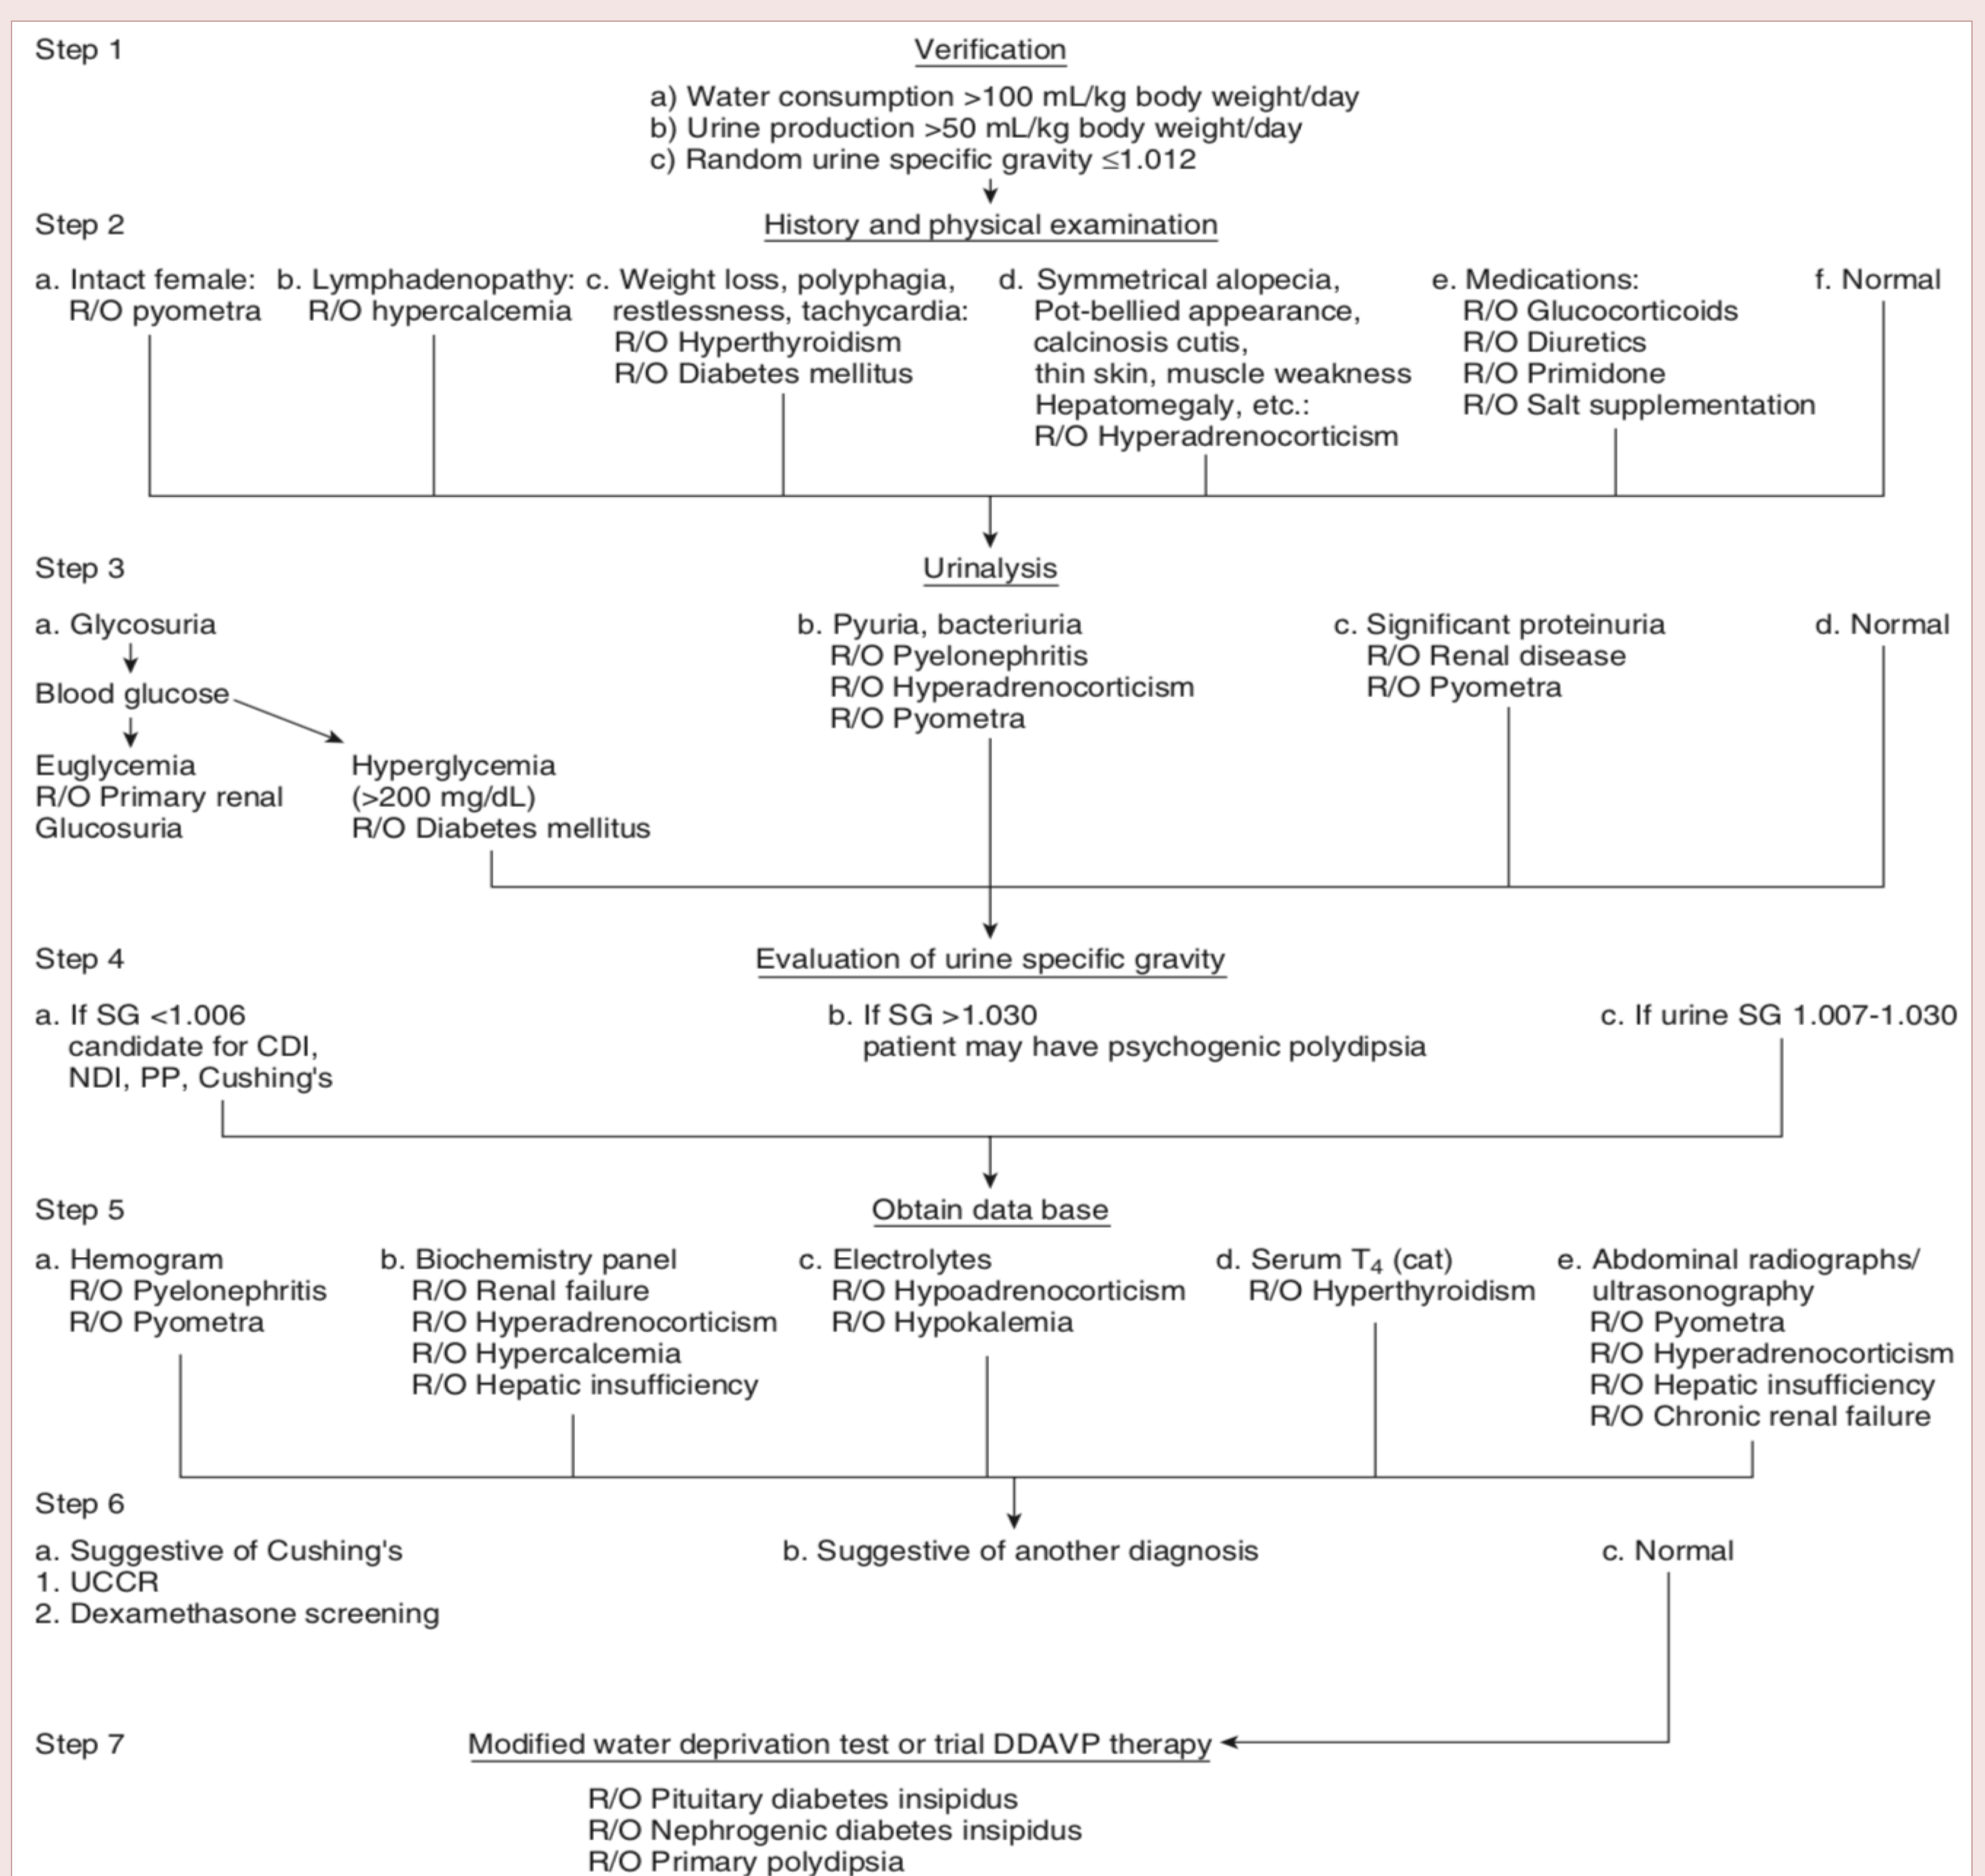 Step 1
Verification
a) Water consumption >100 mL/kg body weight/day
b) Urine production >50 mL/kg body weight/day
c) Random urine specific gravity ≤1.012
Step 2
History and physical examination
a. Intact female:
R/O pyometra
b. Lymphadenopathy:
R/O hypercalcemia
c. Weight loss, polyphagia,
restlessness, tachycardia:
R/O Hyperthyroidism
R/O Diabetes mellitus
d. Symmetrical alopecia,
Pot-bellied appearance,
calcinosis cutis,
thin skin, muscle weakness
Hepatomegaly, etc.:
R/O Hyperadrenocorticism
e. Medications:
R/O Glucocorticoids
R/O Diuretics
R/O Primidone
R/O Salt supplementation
f. Normal
Step 3
Urinalysis
a. Glycosuria
Blood glucose
Euglycemia
R/O Primary renal
Glucosuria
Hyperglycemia
(>200 mg/dL)
R/O Diabetes mellitus
b. Pyuria, bacteriuria
R/O Pyelonephritis
R/O Hyperadrenocorticism
R/O Pyometra
c. Significant proteinuria
R/O Renal disease
R/O Pyometra
d. Normal
Step 4
Evaluation of urine specific gravity
a. If SG <1.006
candidate for CDI,
NDI, PP, Cushing's
b. If SG >1.030
patient may have psychogenic polydipsia
c. If urine SG 1.007-1.030
Step 5
Obtain data base
a. Hemogram
R/O Pyelonephritis
R/O Pyometra
b. Biochemistry panel
R/O Renal failure
R/O Hyperadrenocorticism
R/O Hypercalcemia
R/O Hepatic insufficiency
c. Electrolytes
R/O Hypoadrenocorticism
R/O Hypokalemia
d. Serum T₄ (cat)
R/O Hyperthyroidism
e. Abdominal radiographs/
ultrasonography
R/O Pyometra
R/O Hyperadrenocorticism
R/O Hepatic insufficiency
R/O Chronic renal failure
Step 6
a. Suggestive of Cushing's
1. UCCR
2. Dexamethasone screening
b. Suggestive of another diagnosis
c. Normal
Step 7
Modified water deprivation test or trial DDAVP therapy
R/O Pituitary diabetes insipidus
R/O Nephrogenic diabetes insipidus
R/O Primary polydipsia